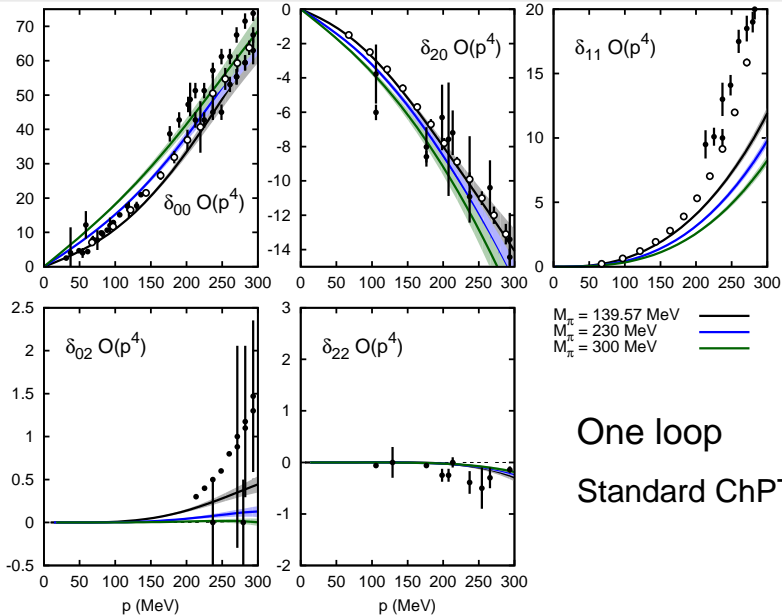 70
60
50
40
30
20
10
0
0 50 100 150 200 250 300
δ00 O(p⁴)
0
-2
-4
-6
-8
-10
-12
-14
0 50 100 150 200 250 300
δ20 O(p⁴)
20
15
10
5
0
0 50 100 150 200 250 300
δ11 O(p⁴)
2.5
2
1.5
1
0.5
0
-0.5
0 50 100 150 200 250 300
p (MeV)
δ02 O(p⁴)
3
2
1
0
-1
-2
0 50 100 150 200 250 300
p (MeV)
δ22 O(p⁴)
Mπ = 139.57 MeV
Mπ = 230 MeV
Mπ = 300 MeV
One loop
Standard ChPT